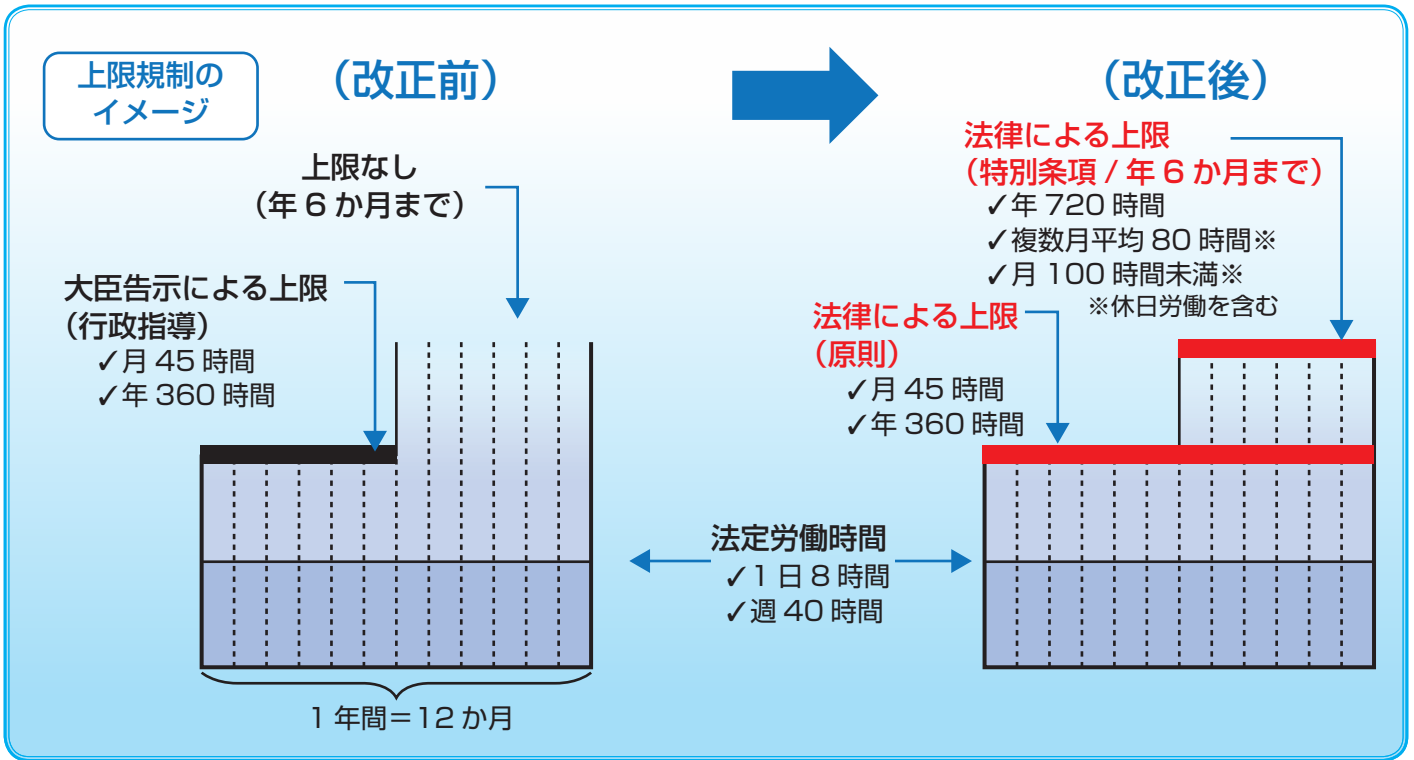 上限規制の
イメージ
（改正前）
上限なし
（年 6 か月まで）
大臣告示による上限
（行政指導）
✓月 45 時間
✓年 360 時間
1 年間＝12 か月
法定労働時間
✓1 日 8 時間
✓週 40 時間
（改正後）
法律による上限
（特別条項 / 年 6 か月まで）
✓年 720 時間
✓複数月平均 80 時間※
✓月 100 時間未満※
※休日労働を含む
法律による上限
（原則）
✓月 45 時間
✓年 360 時間